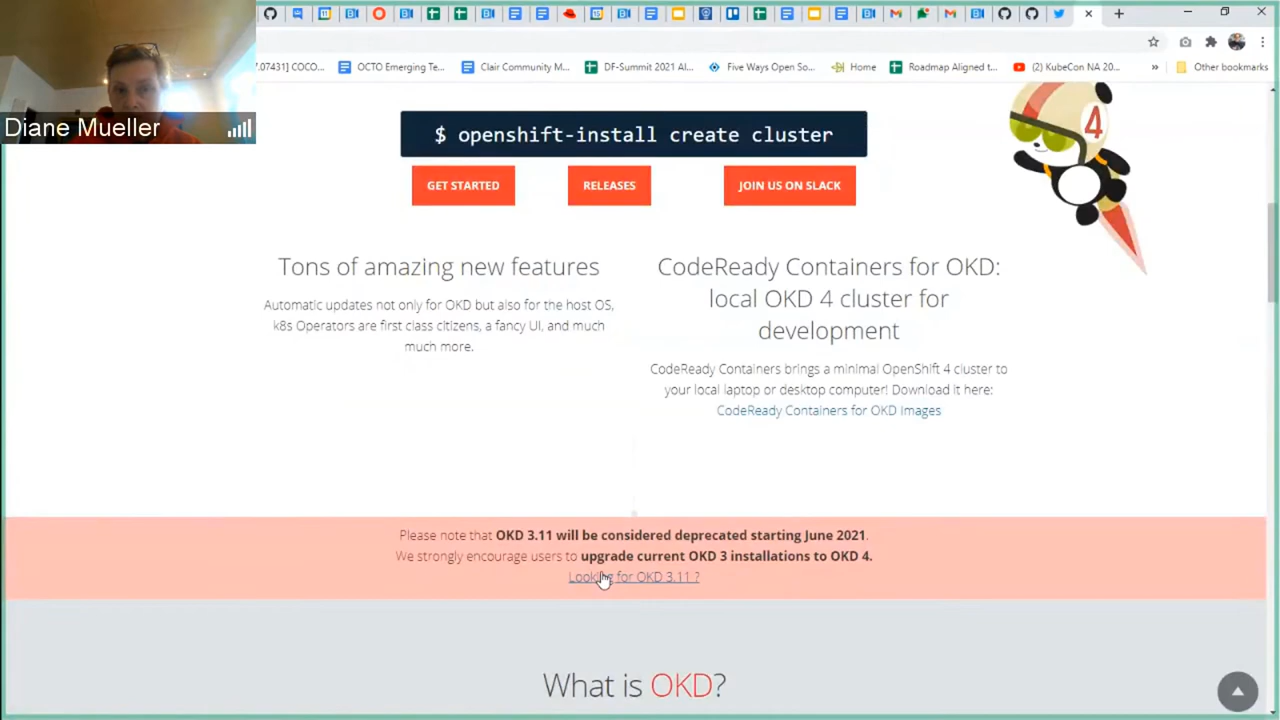 .07431] COCO...
OCTO Emerging Te...
Clair Community M...
DF-Summit 2021 Al...
Five Ways Open So...
Home
Roadmap Aligned t...
(2) KubeCon NA 20...
»
Other bookmarks
Diane Mueller
$ openshift-install create cluster
4
GET STARTED
RELEASES
JOIN US ON SLACK
Tons of amazing new features
Automatic updates not only for OKD but also for the host OS,
k8s Operators are first class citizens, a fancy UI, and much
much more.
CodeReady Containers for OKD:
local OKD 4 cluster for
development
CodeReady Containers brings a minimal OpenShift 4 cluster to
your local laptop or desktop computer! Download it here:
CodeReady Containers for OKD Images
Please note that OKD 3.11 will be considered deprecated starting June 2021.
We strongly encourage users to upgrade current OKD 3 installations to OKD 4.
Looking for OKD 3.11 ?
What is OKD?